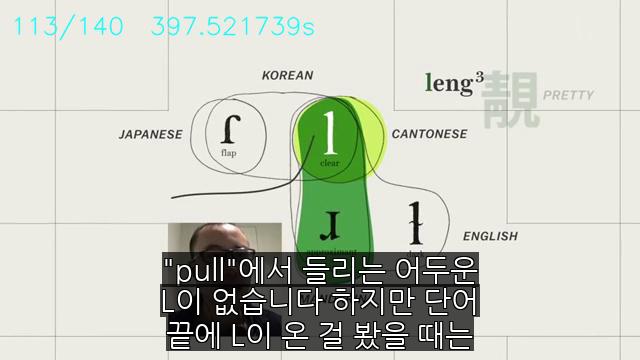 113/140 397.521739s
KOREAN
leng³
靚
PRETTY
JAPANESE
ɾ
flap
l
clear
CANTONESE
ɹ
ɫ
ENGLISH
"pull"에서 들리는 어두운
L이 없습니다 하지만 단어
끝에 L이 온 걸 봤을 때는